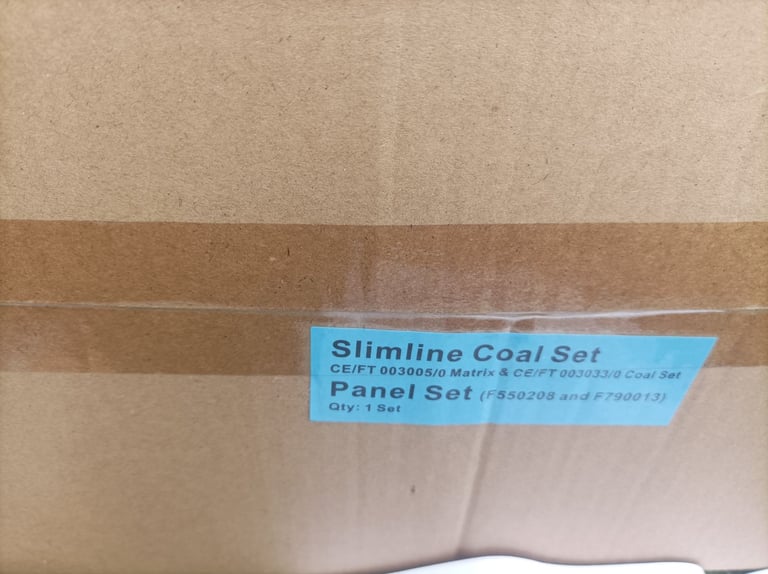 Slimline Coal Set
CE/FT 003005/0 Matrix & CE/FT 003033/0 Coal Set
Panel Set (F550208 and F790013)
Qty: 1 Set